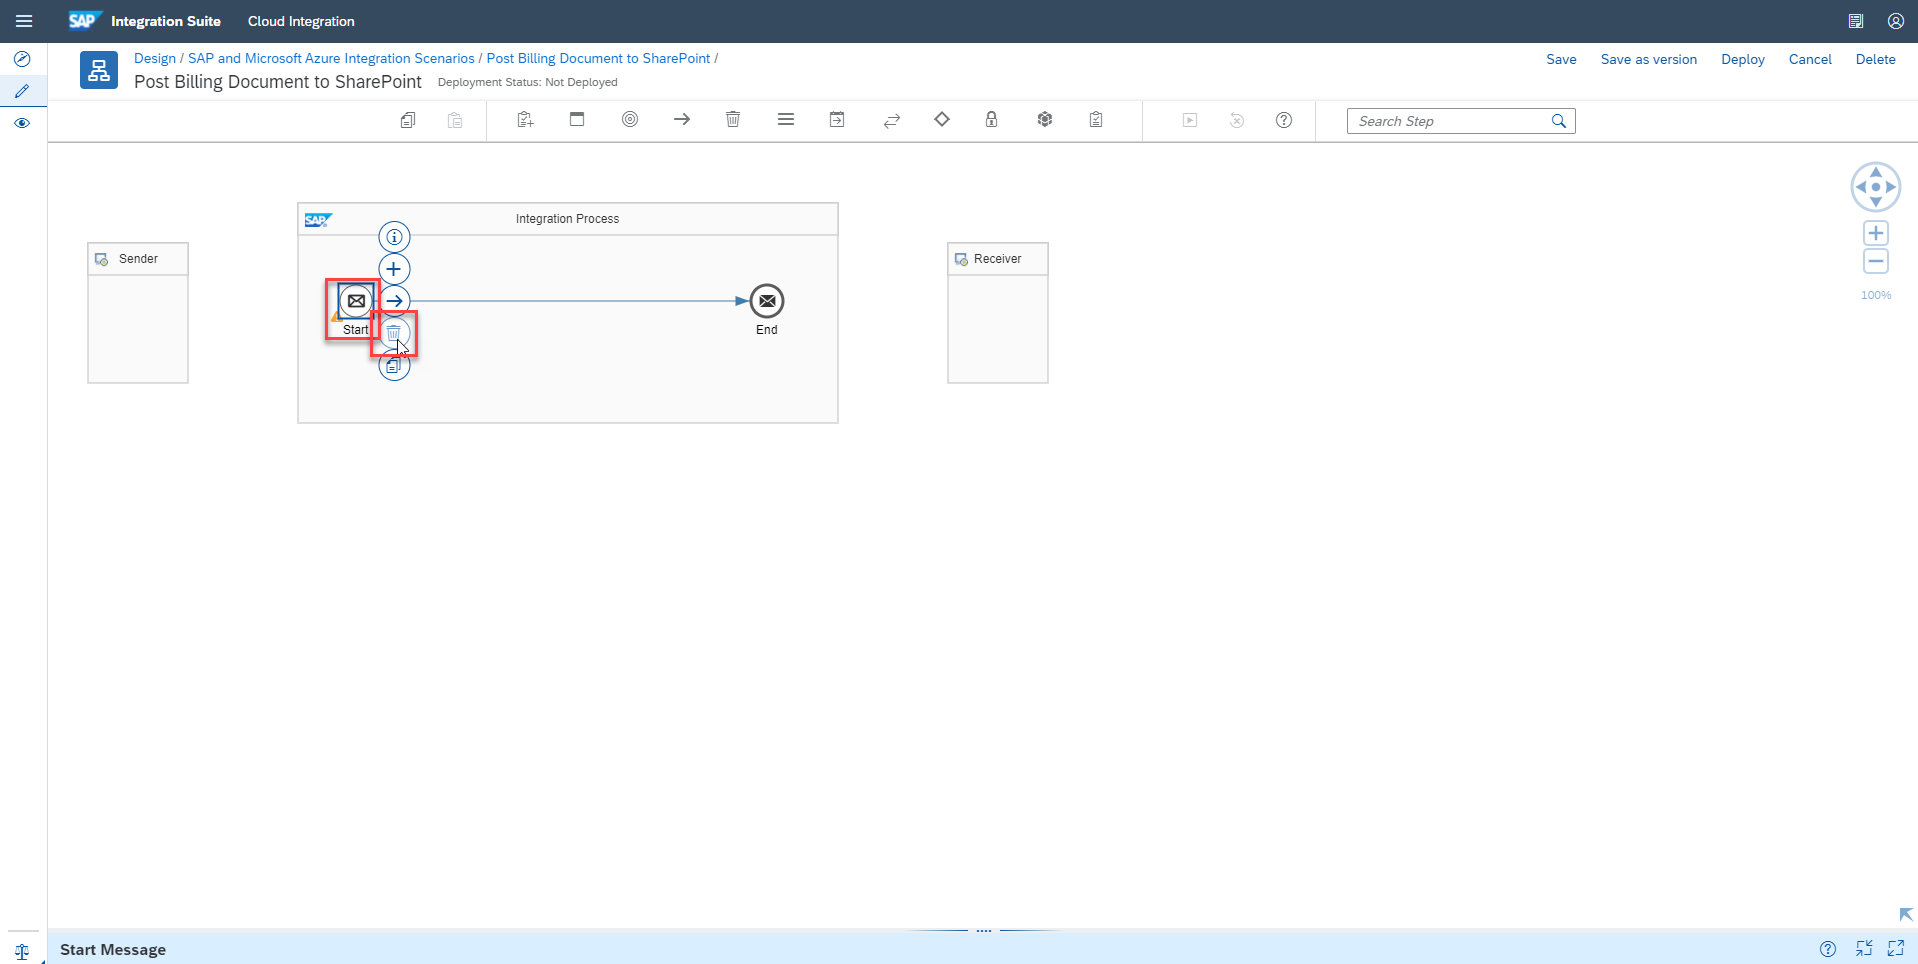 SAP Integration Suite Cloud Integration
Design / SAP and Microsoft Azure Integration Scenarios / Post Billing Document to SharePoint /
Save Save as version Deploy Cancel Delete
Post Billing Document to SharePoint Deployment Status: Not Deployed
Search Step
SAP Integration Process
Sender
Receiver
100%
Start
End
Start Message